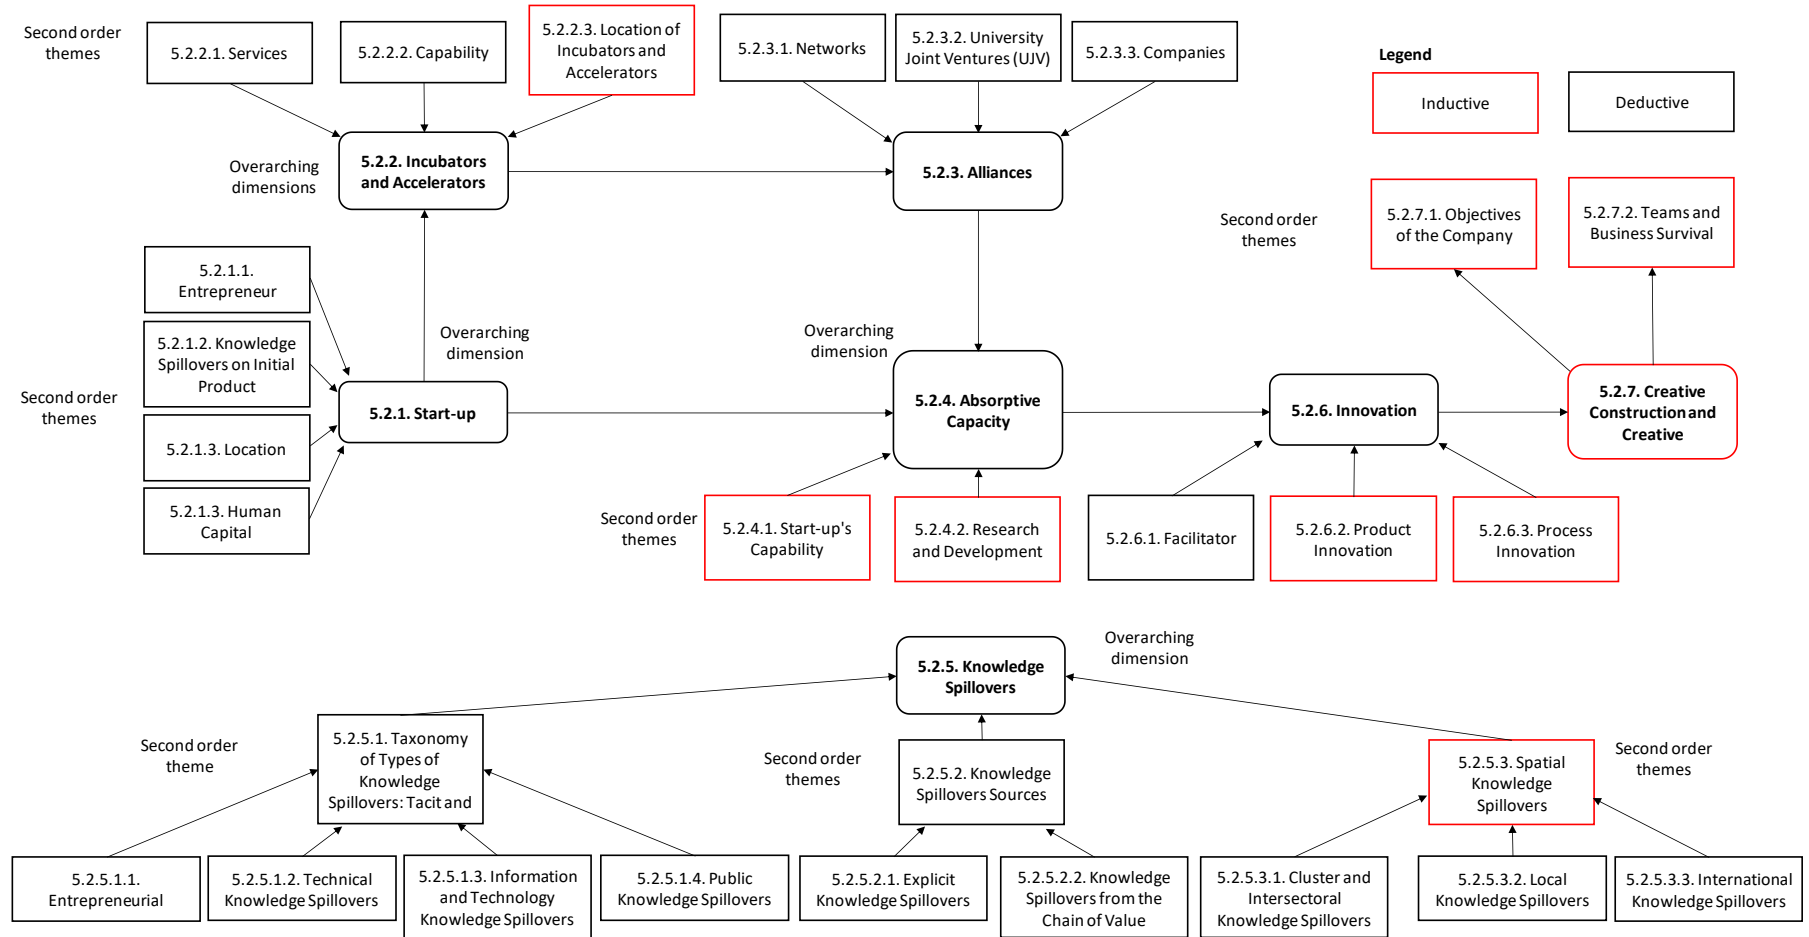 Second order
themes
5.2.2.1. Services
5.2.2.2. Capability
5.2.2.3. Location of
Incubators and
Accelerators
5.2.3.1. Networks
5.2.3.2. University
Joint Ventures (UJV)
5.2.3.3. Companies
Legend
Inductive
Deductive
Overarching
dimensions
5.2.2. Incubators
and Accelerators
5.2.3. Alliances
Second order
themes
5.2.7.1. Objectives
of the Company
5.2.7.2. Teams and
Business Survival
5.2.1.1.
Entrepreneur
5.2.1.2. Knowledge
Spillovers on Initial
Product
5.2.1.3. Location
5.2.1.3. Human
Capital
Second order
themes
Overarching
dimension
5.2.1. Start-up
Overarching
dimension
5.2.4. Absorptive
Capacity
5.2.6. Innovation
5.2.7. Creative
Construction and
Creative
Second order
themes
5.2.4.1. Start-up's
Capability
5.2.4.2. Research
and Development
5.2.6.1. Facilitator
5.2.6.2. Product
Innovation
5.2.6.3. Process
Innovation
Overarching
dimension
5.2.5. Knowledge
Spillovers
Second order
theme
5.2.5.1. Taxonomy
of Types of
Knowledge
Spillovers: Tacit and
Second order
themes
5.2.5.2. Knowledge
Spillovers Sources
5.2.5.3. Spatial
Knowledge
Spillovers
Second order
themes
5.2.5.1.1.
Entrepreneurial
5.2.5.1.2. Technical
Knowledge Spillovers
5.2.5.1.3. Information
and Technology
Knowledge Spillovers
5.2.5.1.4. Public
Knowledge Spillovers
5.2.5.2.1. Explicit
Knowledge Spillovers
5.2.5.2.2. Knowledge
Spillovers from the
Chain of Value
5.2.5.3.1. Cluster and
Intersectoral
Knowledge Spillovers
5.2.5.3.2. Local
Knowledge Spillovers
5.2.5.3.3. International
Knowledge Spillovers